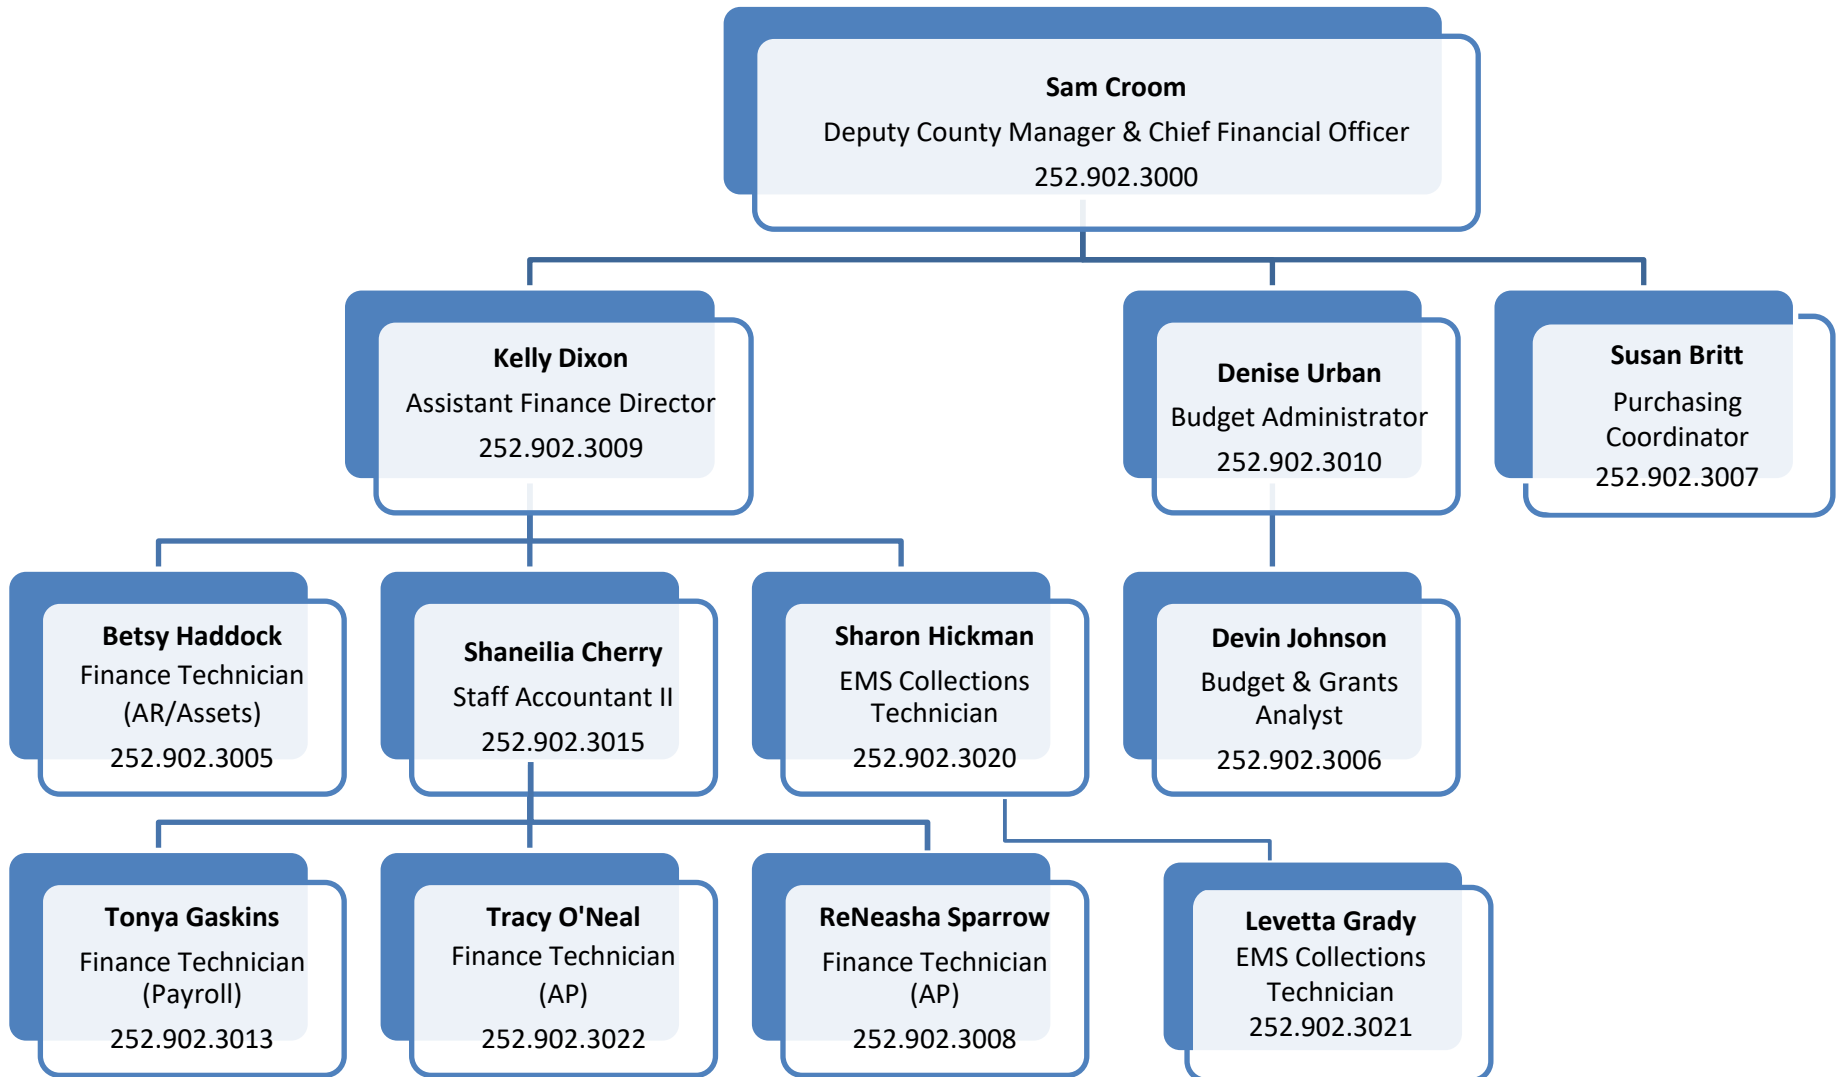 Sam Croom
Deputy County Manager & Chief Financial Officer
252.902.3000
Kelly Dixon
Assistant Finance Director
252.902.3009
Denise Urban
Budget Administrator
252.902.3010
Susan Britt
Purchasing
Coordinator
252.902.3007
Betsy Haddock
Finance Technician
(AR/Assets)
252.902.3005
Shaneilia Cherry
Staff Accountant II
252.902.3015
Sharon Hickman
EMS Collections
Technician
252.902.3020
Devin Johnson
Budget & Grants
Analyst
252.902.3006
Tonya Gaskins
Finance Technician
(Payroll)
252.902.3013
Tracy O'Neal
Finance Technician
(AP)
252.902.3022
ReNeasha Sparrow
Finance Technician
(AP)
252.902.3008
Levetta Grady
EMS Collections
Technician
252.902.3021